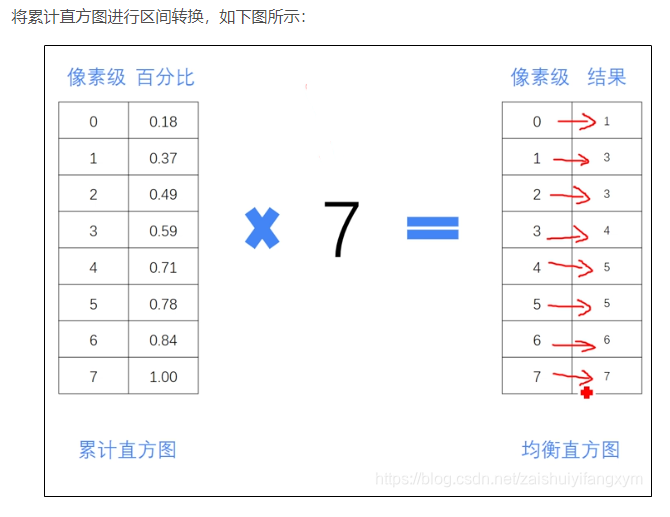 将累计直方图进行区间转换，如下图所示：
像素级 百分比
0 0.18
1 0.37
2 0.49
3 0.59
4 0.71
5 0.78
6 0.84
7 1.00
累计直方图
× 7 =
像素级 结果
0 1
1 3
2 3
3 4
4 5
5 5
6 6
7 7
均衡直方图
https://blog.csdn.net/zaishuiyifangxym